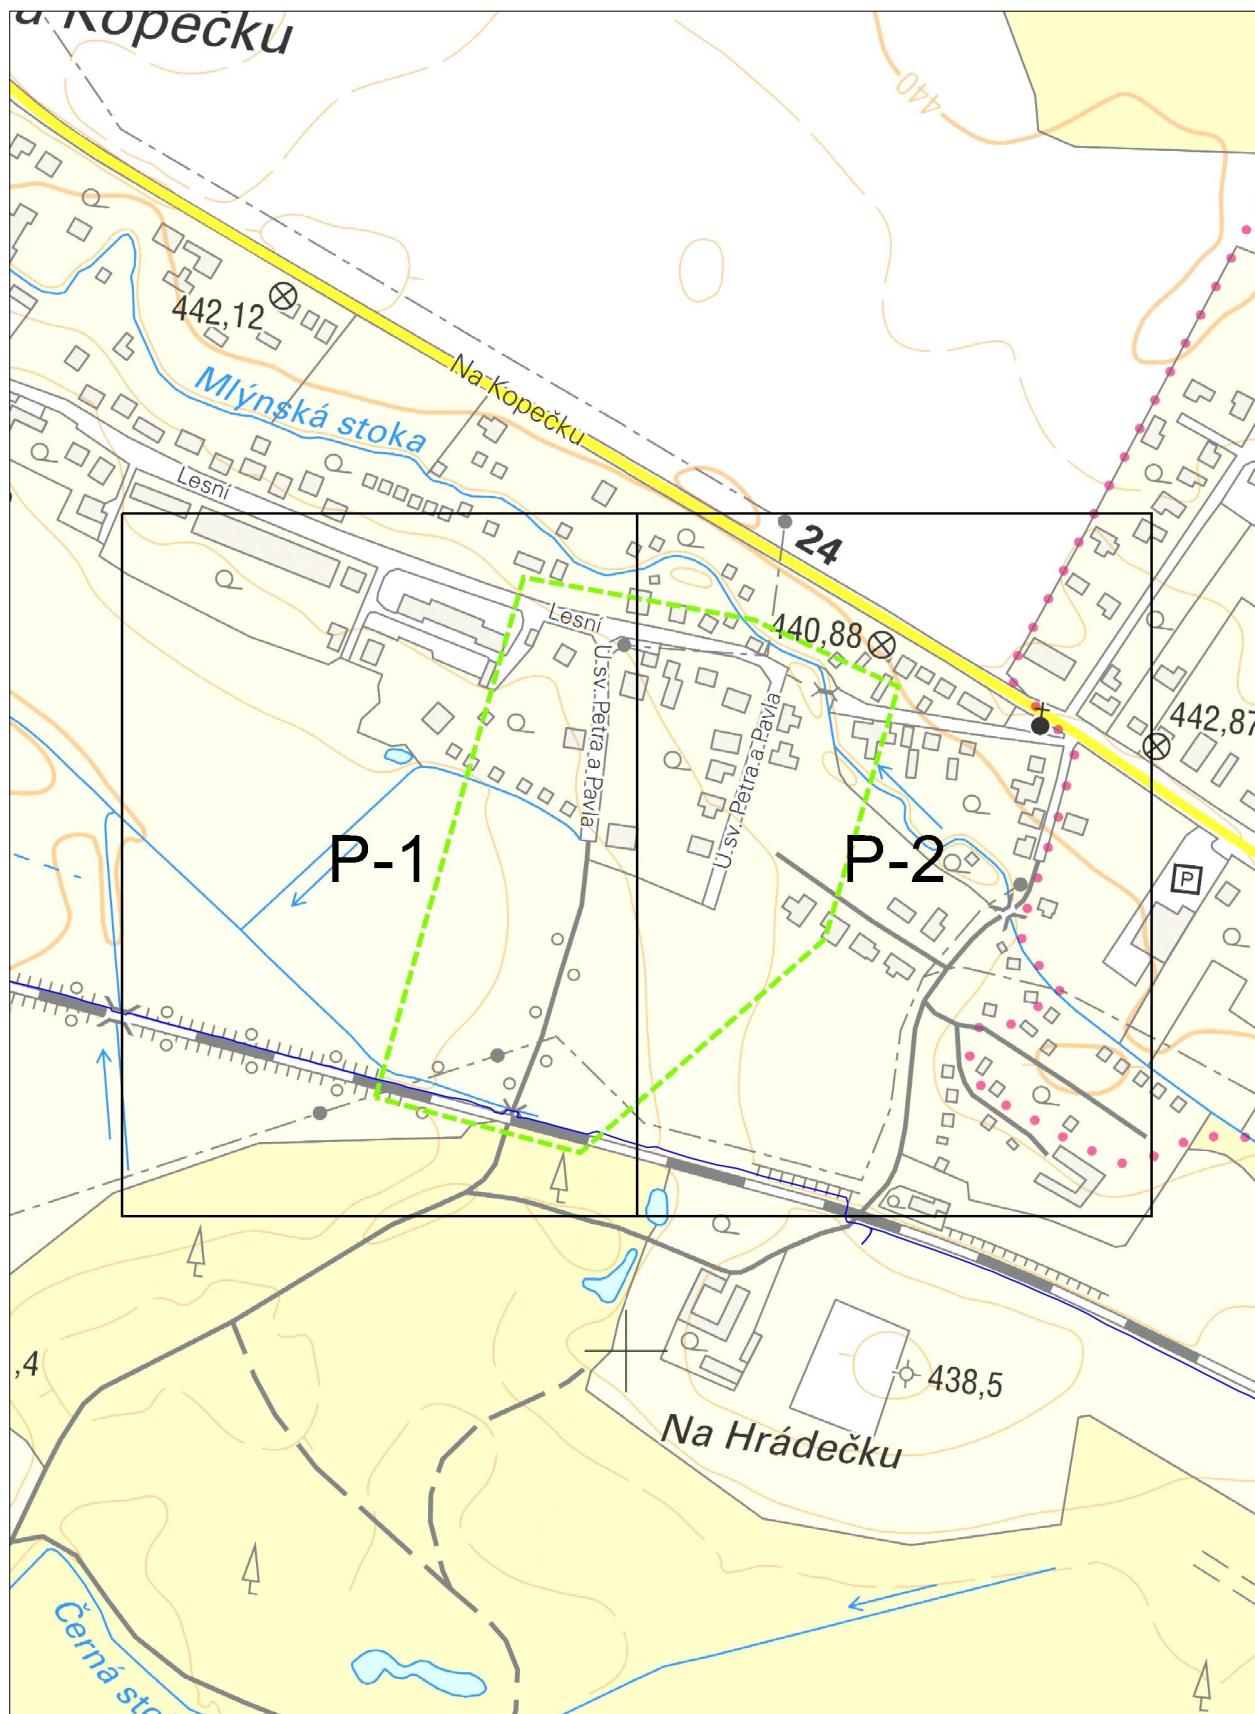 a Kopečku
440
442,12
Na Kopečku
Mlýnská stoka
Lesní
24
Lesní
440,88
U sv. Petra a Pavla
U sv. Petra a Pavla
442,87
P-1
P-2
P
,4
438,5
Na Hrádečku
Černá sto